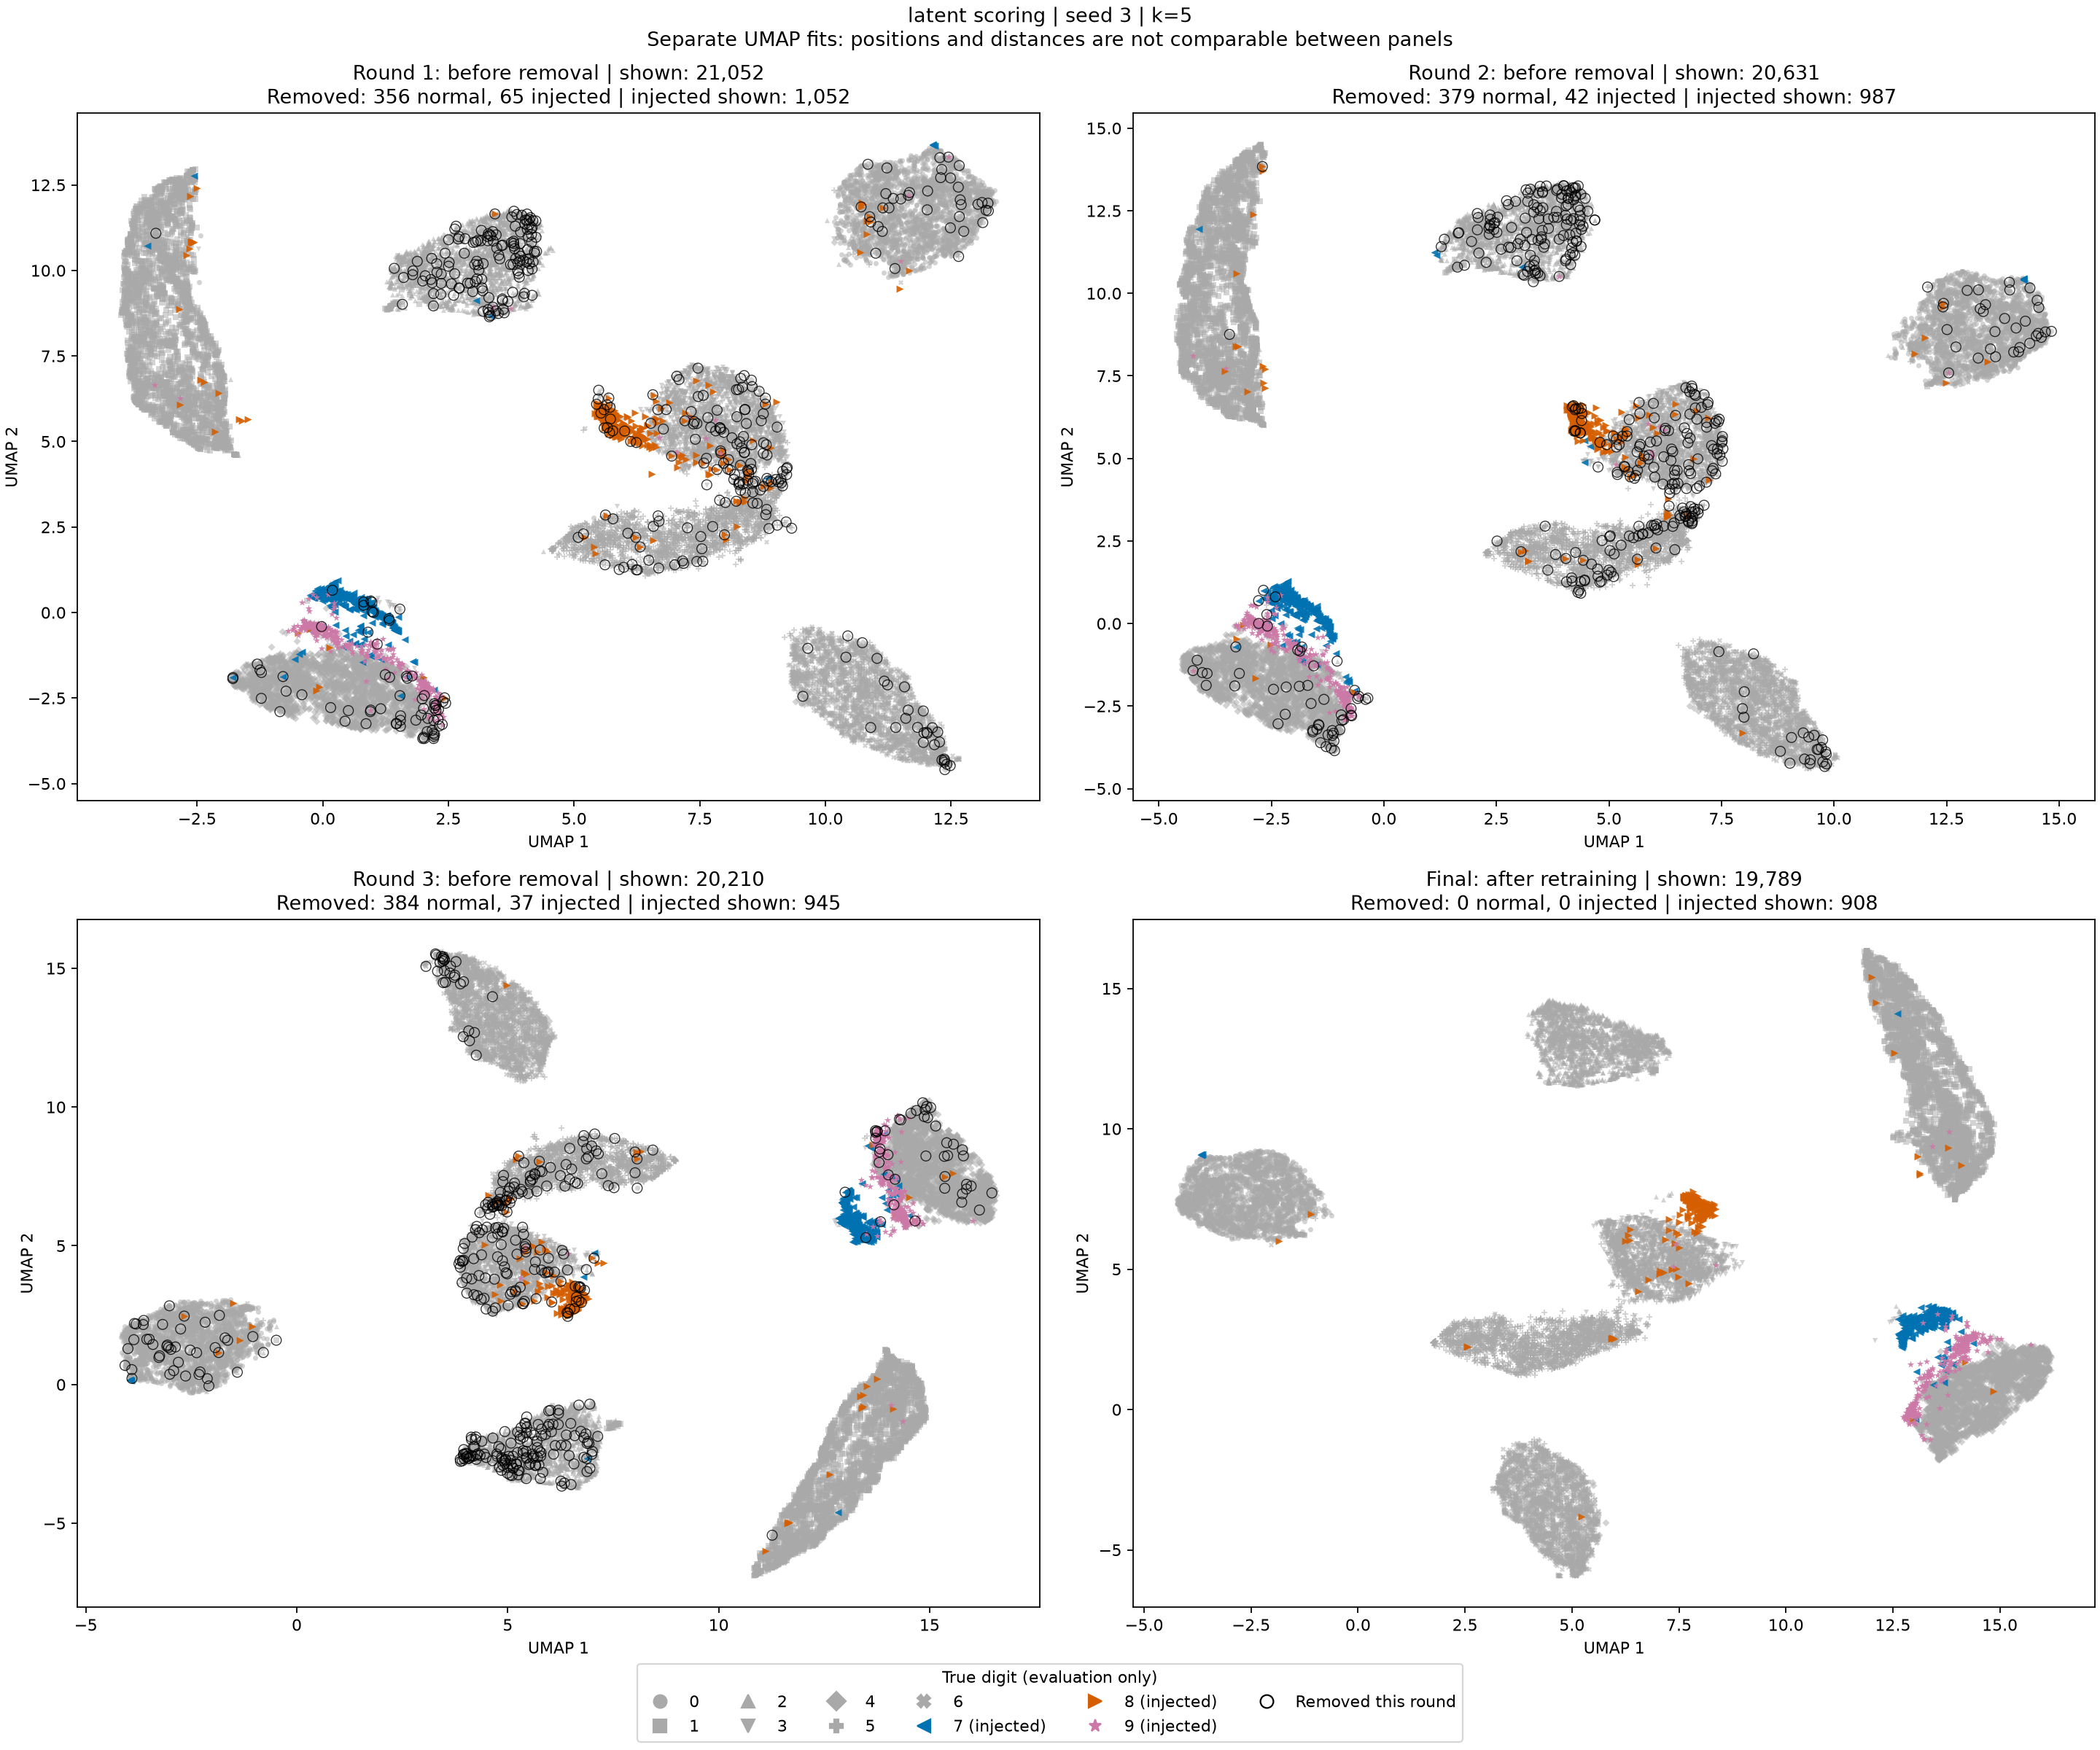 latent scoring | seed 3 | k=5
Separate UMAP fits: positions and distances are not comparable between panels
Round 1: before removal | shown: 21,052
Removed: 356 normal, 65 injected | injected shown: 1,052
12.5
10.0
7.5
5.0
2.5
0.0
−2.5
−5.0
UMAP 2
−2.5 0.0 2.5 5.0 7.5 10.0 12.5
UMAP 1
Round 2: before removal | shown: 20,631
Removed: 379 normal, 42 injected | injected shown: 987
15.0
12.5
10.0
7.5
5.0
2.5
0.0
−2.5
−5.0
UMAP 2
−5.0 −2.5 0.0 2.5 5.0 7.5 10.0 12.5 15.0
UMAP 1
Round 3: before removal | shown: 20,210
Removed: 384 normal, 37 injected | injected shown: 945
15
10
5
0
−5
UMAP 2
−5 0 5 10 15
UMAP 1
Final: after retraining | shown: 19,789
Removed: 0 normal, 0 injected | injected shown: 908
15
10
5
0
−5
UMAP 2
−5.0 −2.5 0.0 2.5 5.0 7.5 10.0 12.5 15.0
UMAP 1
True digit (evaluation only)
0 2 4 6 8 (injected) Removed this round
1 3 5 7 (injected) 9 (injected)